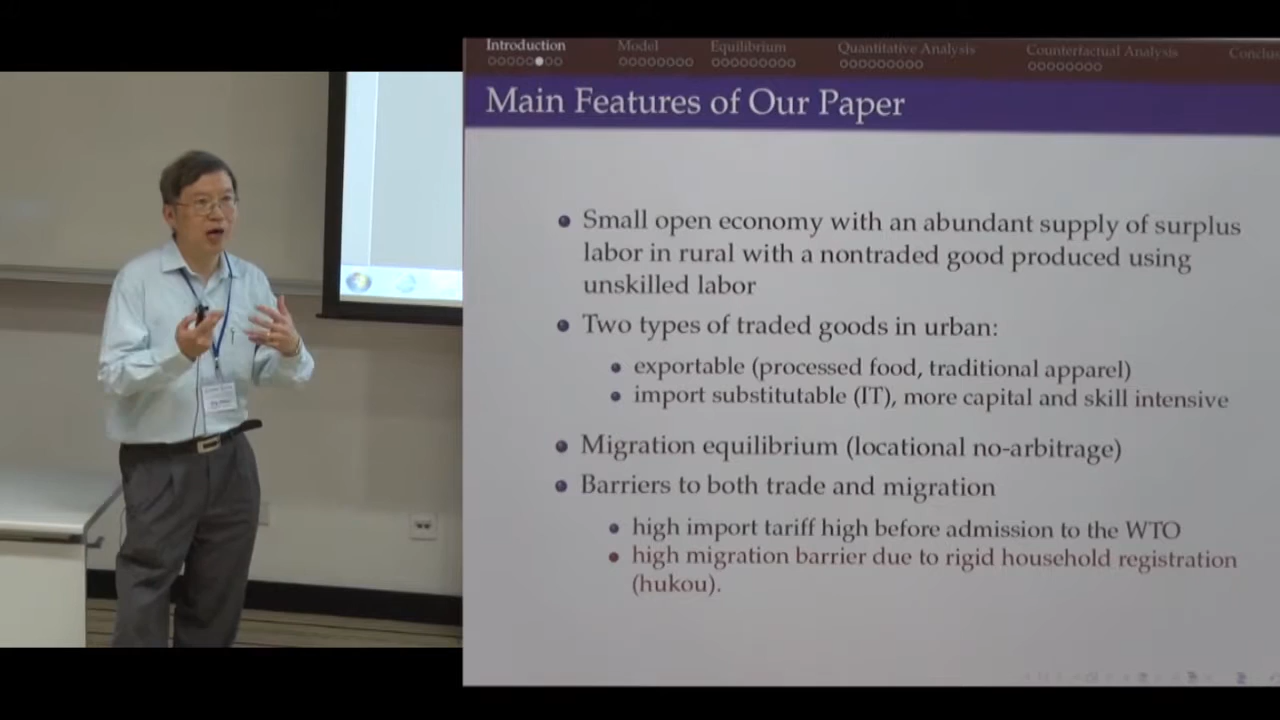 Introduction Model Equilibrium Quantitative Analysis Counterfactual Analysis
Main Features of Our Paper
Small open economy with an abundant supply of surplus
labor in rural with a nontraded good produced using
unskilled labor
Two types of traded goods in urban:
exportable (processed food, traditional apparel)
import substitutable (IT), more capital and skill intensive
Migration equilibrium (locational no-arbitrage)
Barriers to both trade and migration
high import tariff high before admission to the WTO
high migration barrier due to rigid household registration
(hukou).